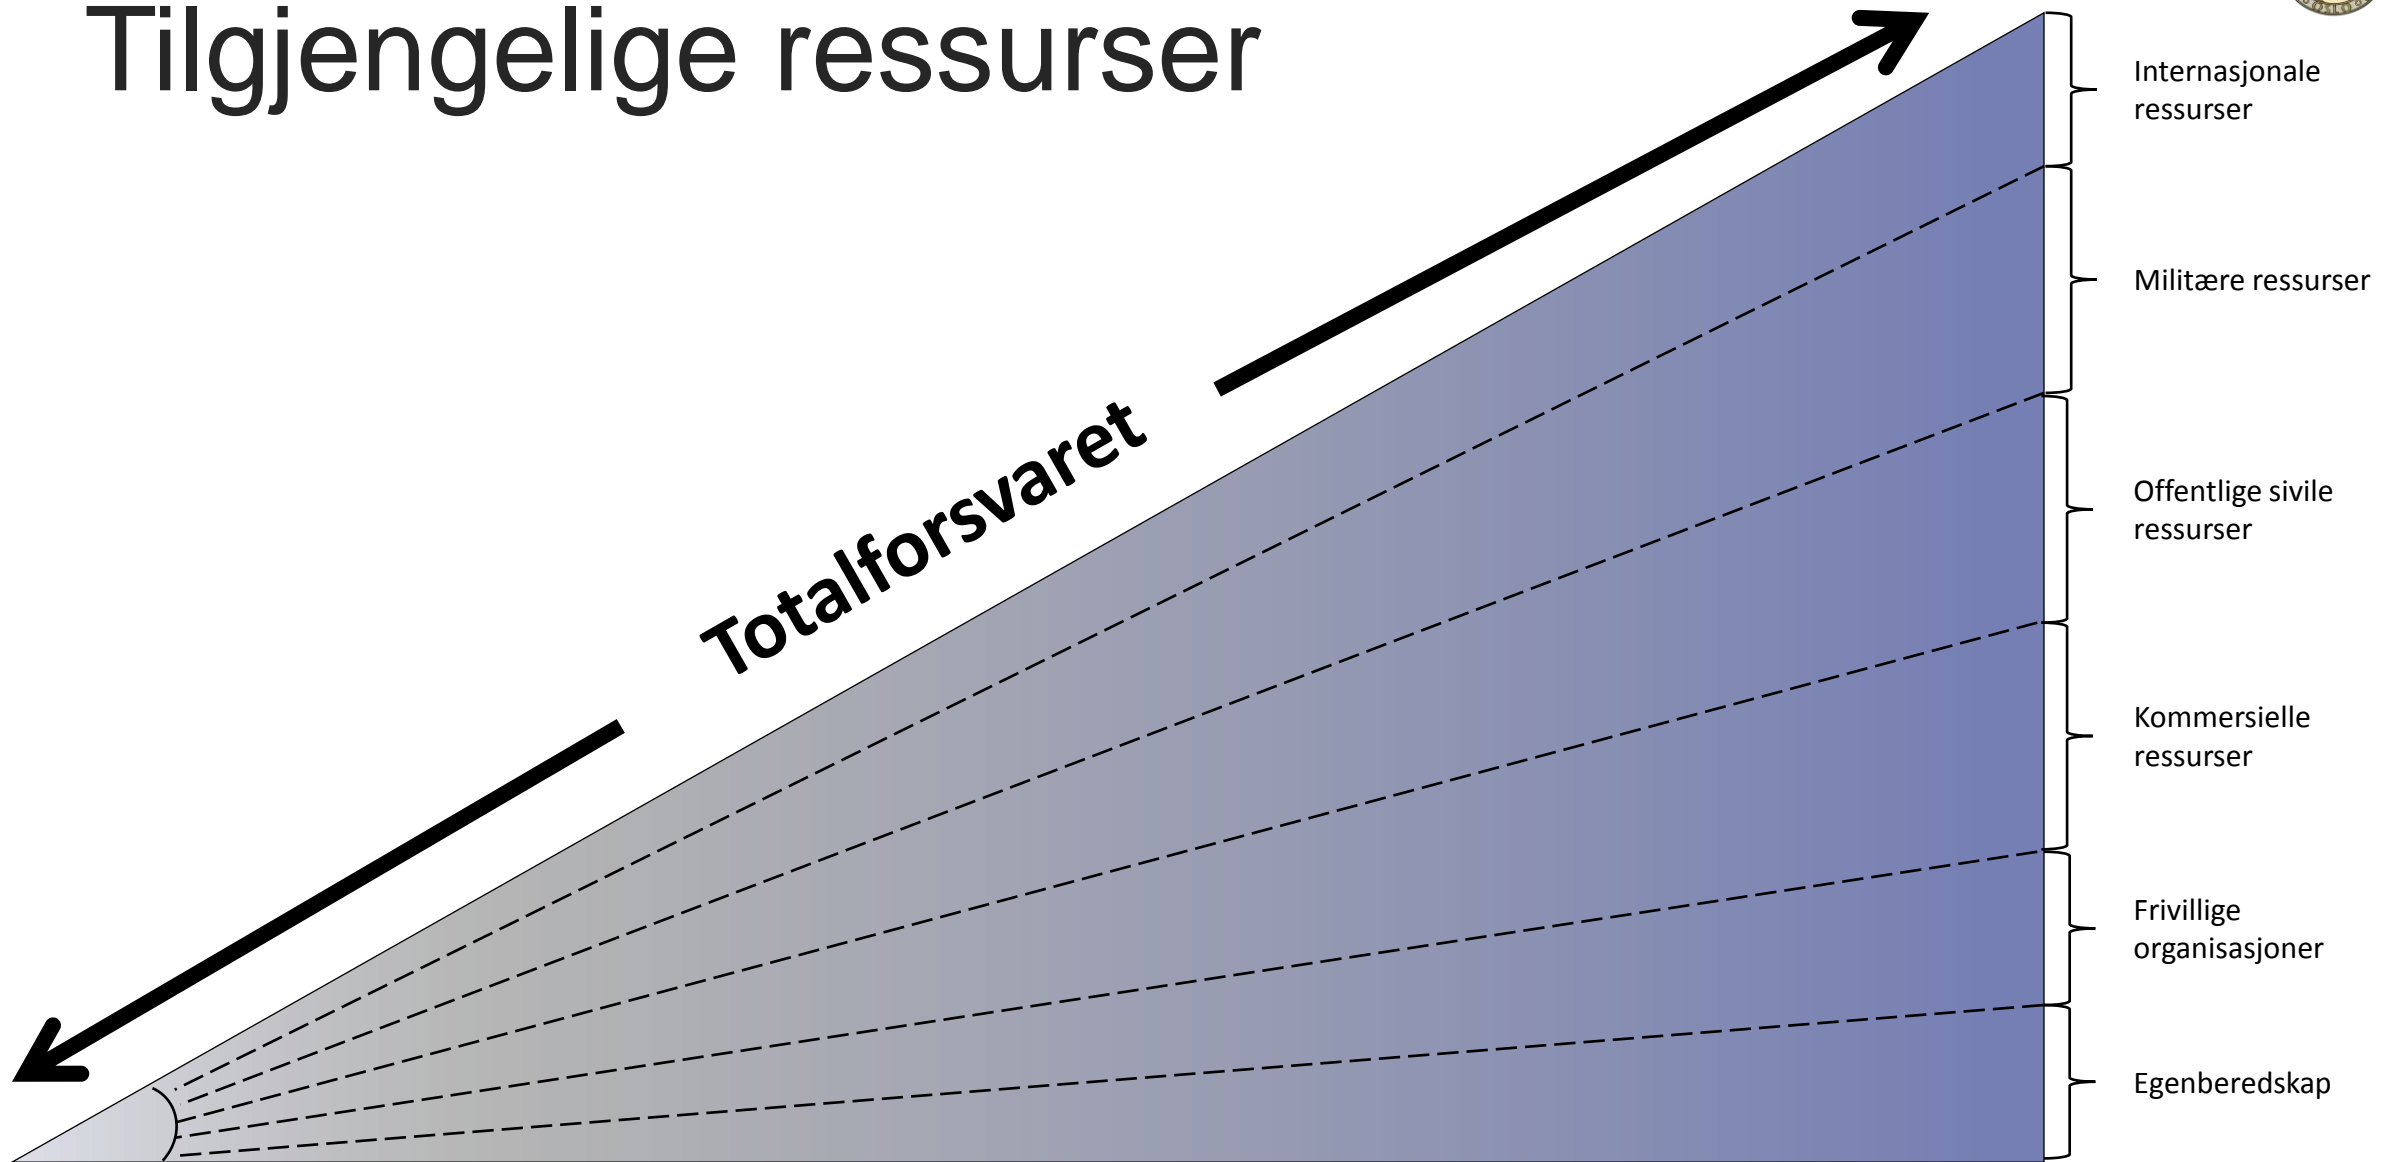 Tilgjengelige ressurser
Internasjonale
ressurser
Militære ressurser
Totalforsvaret
Offentlige sivile
ressurser
Kommersielle
ressurser
Frivillige
organisasjoner
Egenberedskap